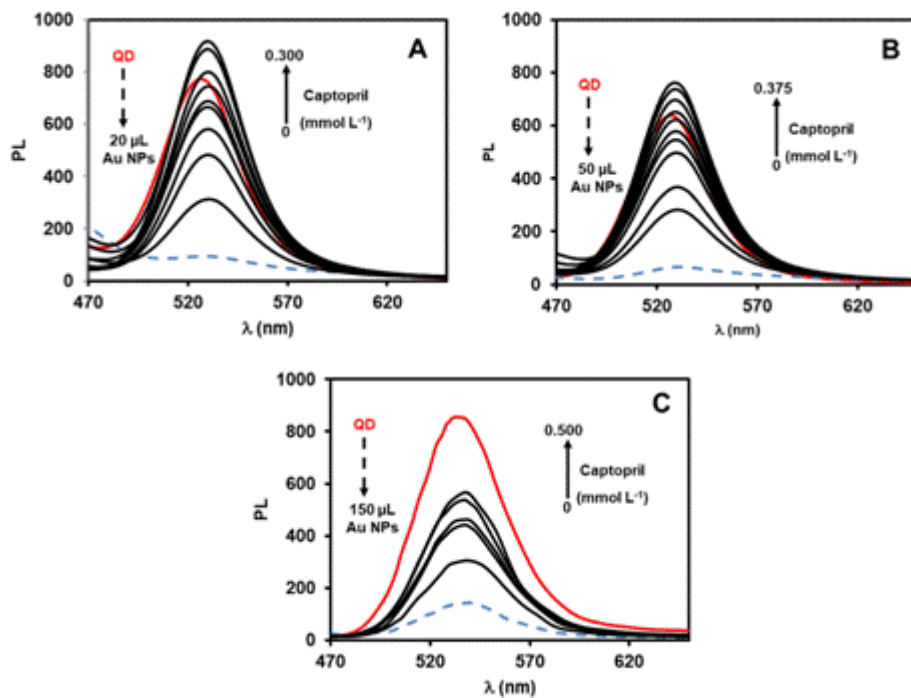 A
1000
800
600
400
200
0
PL
QD
20 µL
Au NPs
0.300
Captopril
(mmol L⁻¹)
0
470 520 570 620
λ (nm)
B
1000
800
600
400
200
0
PL
QD
50 µL
Au NPs
0.375
Captopril
(mmol L⁻¹)
0
470 520 570 620
λ (nm)
C
1000
800
600
400
200
0
PL
QD
150 µL
Au NPs
0.500
Captopril
(mmol L⁻¹)
0
470 520 570 620
λ (nm)